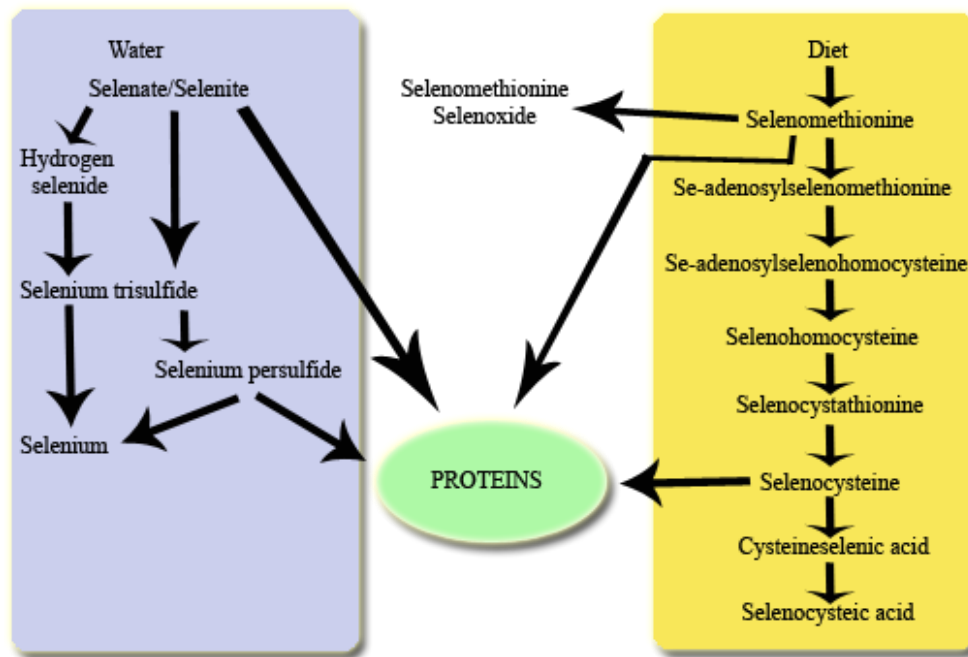 Water
Selenate/Selenite
Hydrogen
selenide
Selenium trisulfide
Selenium persulfide
Selenium
Selenomethionine
Selenoxide
PROTEINS
Diet
Selenomethionine
Se-adenosylselenomethionine
Se-adenosylselenohomocysteine
Selenohomocysteine
Selenocystathionine
Selenocysteine
Cysteineselenic acid
Selenocysteic acid